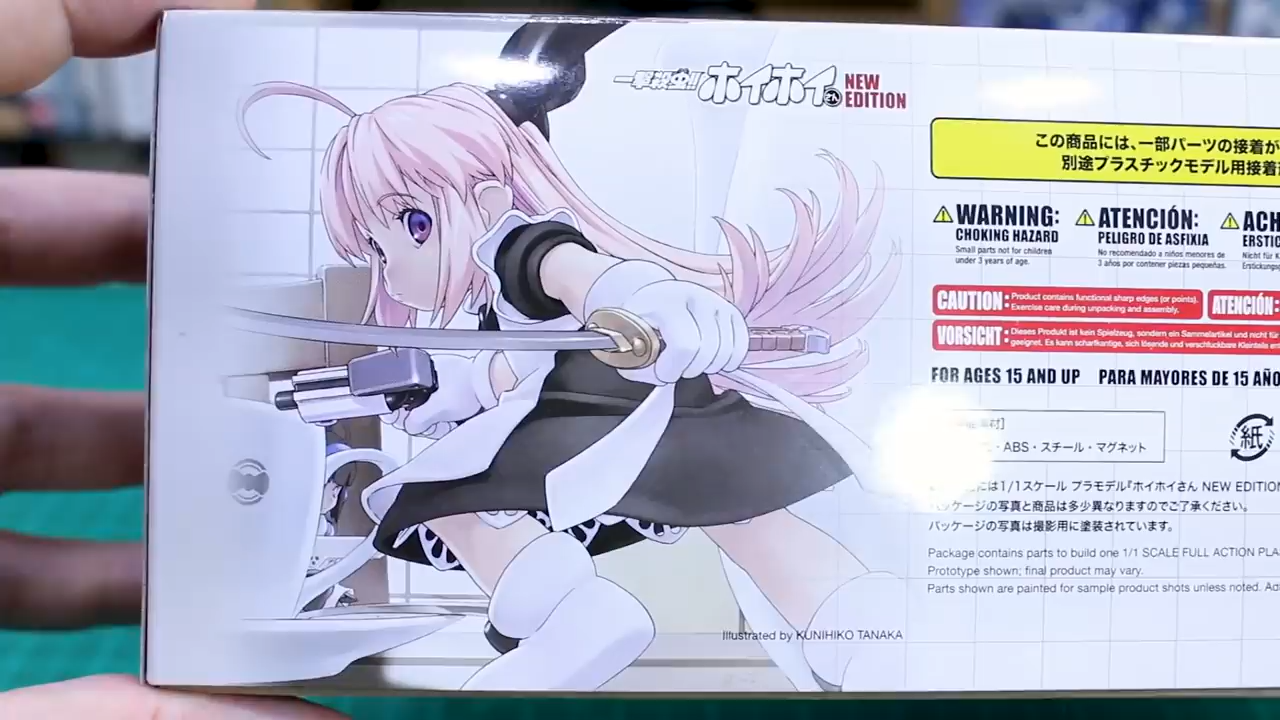 一撃殺虫!!ホイホイさん NEW
EDITION
この商品には、一部パーツの接着が
別途プラスチックモデル用接着
WARNING:
CHOKING HAZARD
Small parts not for children
under 3 years of age.
ATENCIÓN:
PELIGRO DE ASFIXIA
No recomendado a niños menores de
3 años por contener piezas pequeñas.
ACH
ERSTIC
Nicht für K
Erstickungs
CAUTION: Product contains functional sharp edges (or points).
Exercise care during unpacking and assembly.
ATENCIÓN:
VORSICHT: Dieses Produkt ist kein Spielzeug, sondern ein Sammelartikel und nicht für
geeignet. Es kann scharfkantige, sich lösende und verschluckbare Kleinteile
FOR AGES 15 AND UP PARA MAYORES DE 15 AÑO
材]
・ABS・スチール・マグネット
紙
には1/1スケール プラモデル『ホイホイさん NEW EDITION
パッケージの写真と商品は多少異なりますのでご了承ください。
パッケージの写真は撮影用に塗装されています。
Package contains parts to build one 1/1 SCALE FULL ACTION PLA
Prototype shown; final product may vary.
Parts shown are painted for sample product shots unless noted. Ad
Illustrated by KUNIHIKO TANAKA